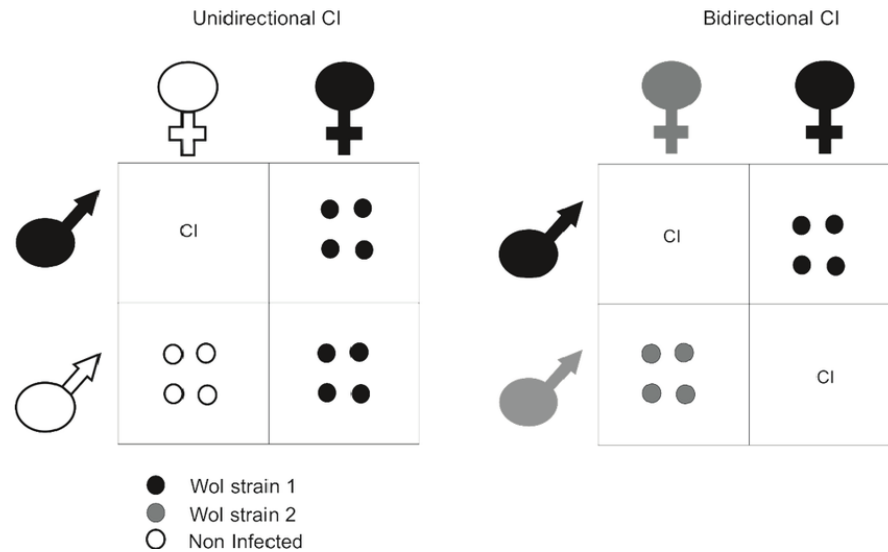 Unidirectional CI
Bidirectional CI
CI
CI
CI
Wol strain 1
Wol strain 2
Non Infected